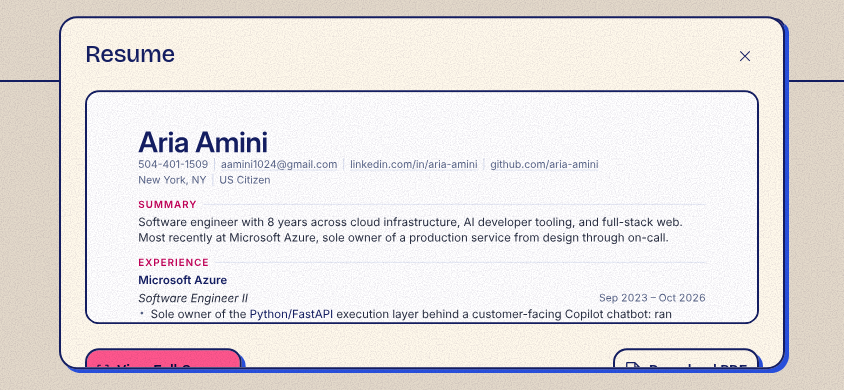 Resume
Aria Amini
504-401-1509 | aamini1024@gmail.com | linkedin.com/in/aria-amini | github.com/aria-amini
New York, NY | US Citizen
SUMMARY
Software engineer with 8 years across cloud infrastructure, AI developer tooling, and full-stack web.
Most recently at Microsoft Azure, sole owner of a production service from design through on-call.
EXPERIENCE
Microsoft Azure
Software Engineer II Sep 2023 – Oct 2026
• Sole owner of the Python/FastAPI execution layer behind a customer-facing Copilot chatbot: ran
View Full Download PDF